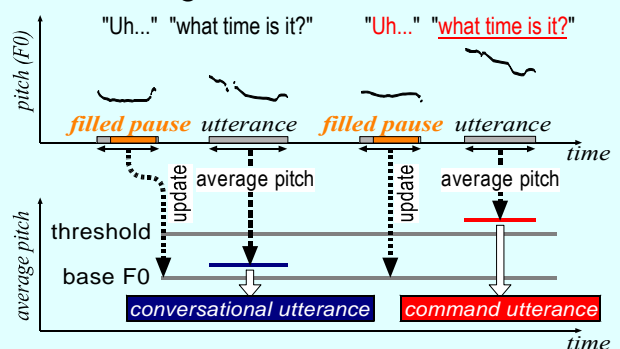 "Uh..." "what time is it?" "Uh..." "what time is it?"
pitch (F0)
filled pause utterance filled pause utterance
time
update average pitch update average pitch
threshold
base F0
average pitch
conversational utterance command utterance
time